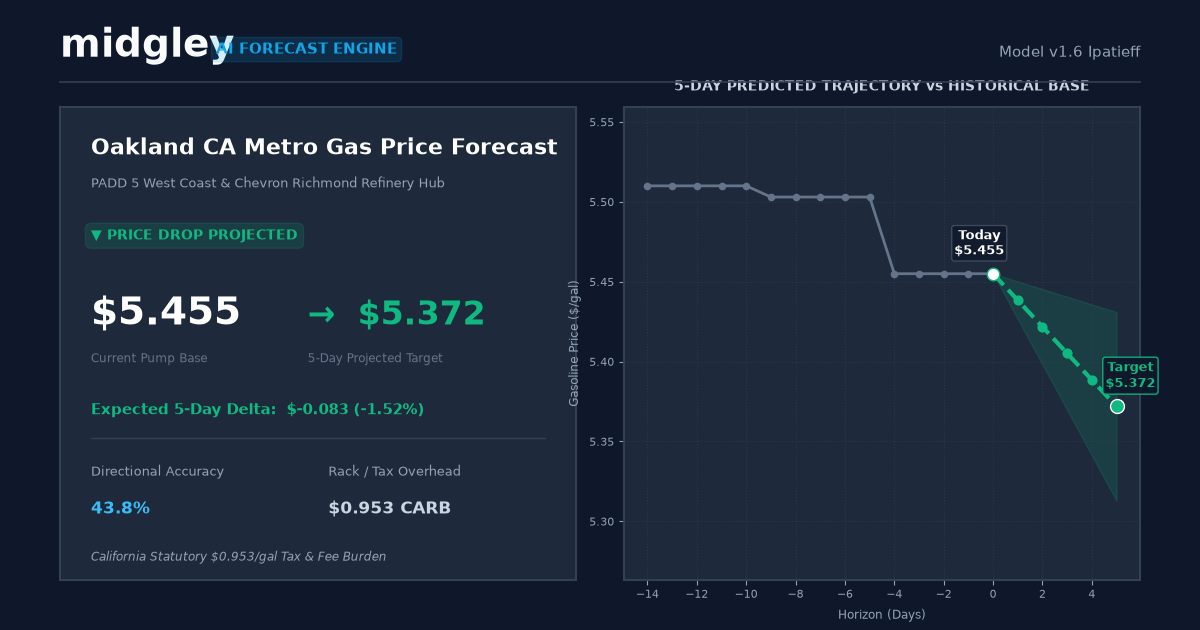 midgley
AI FORECAST ENGINE
Model v1.6 Ipatieff
Oakland CA Metro Gas Price Forecast
PADD 5 West Coast & Chevron Richmond Refinery Hub
▼ PRICE DROP PROJECTED
$5.455
→ $5.372
Current Pump Base
5-Day Projected Target
Expected 5-Day Delta: $-0.083 (-1.52%)
Directional Accuracy
Rack / Tax Overhead
43.8%
$0.953 CARB
California Statutory $0.953/gal Tax & Fee Burden
5-DAY PREDICTED TRAJECTORY vs HISTORICAL BASE
Gasoline Price ($/gal)
5.55
5.50
5.45
5.40
5.35
5.30
Today
$5.455
Target
$5.372
−14 −12 −10 −8 −6 −4 −2 0 2 4
Horizon (Days)